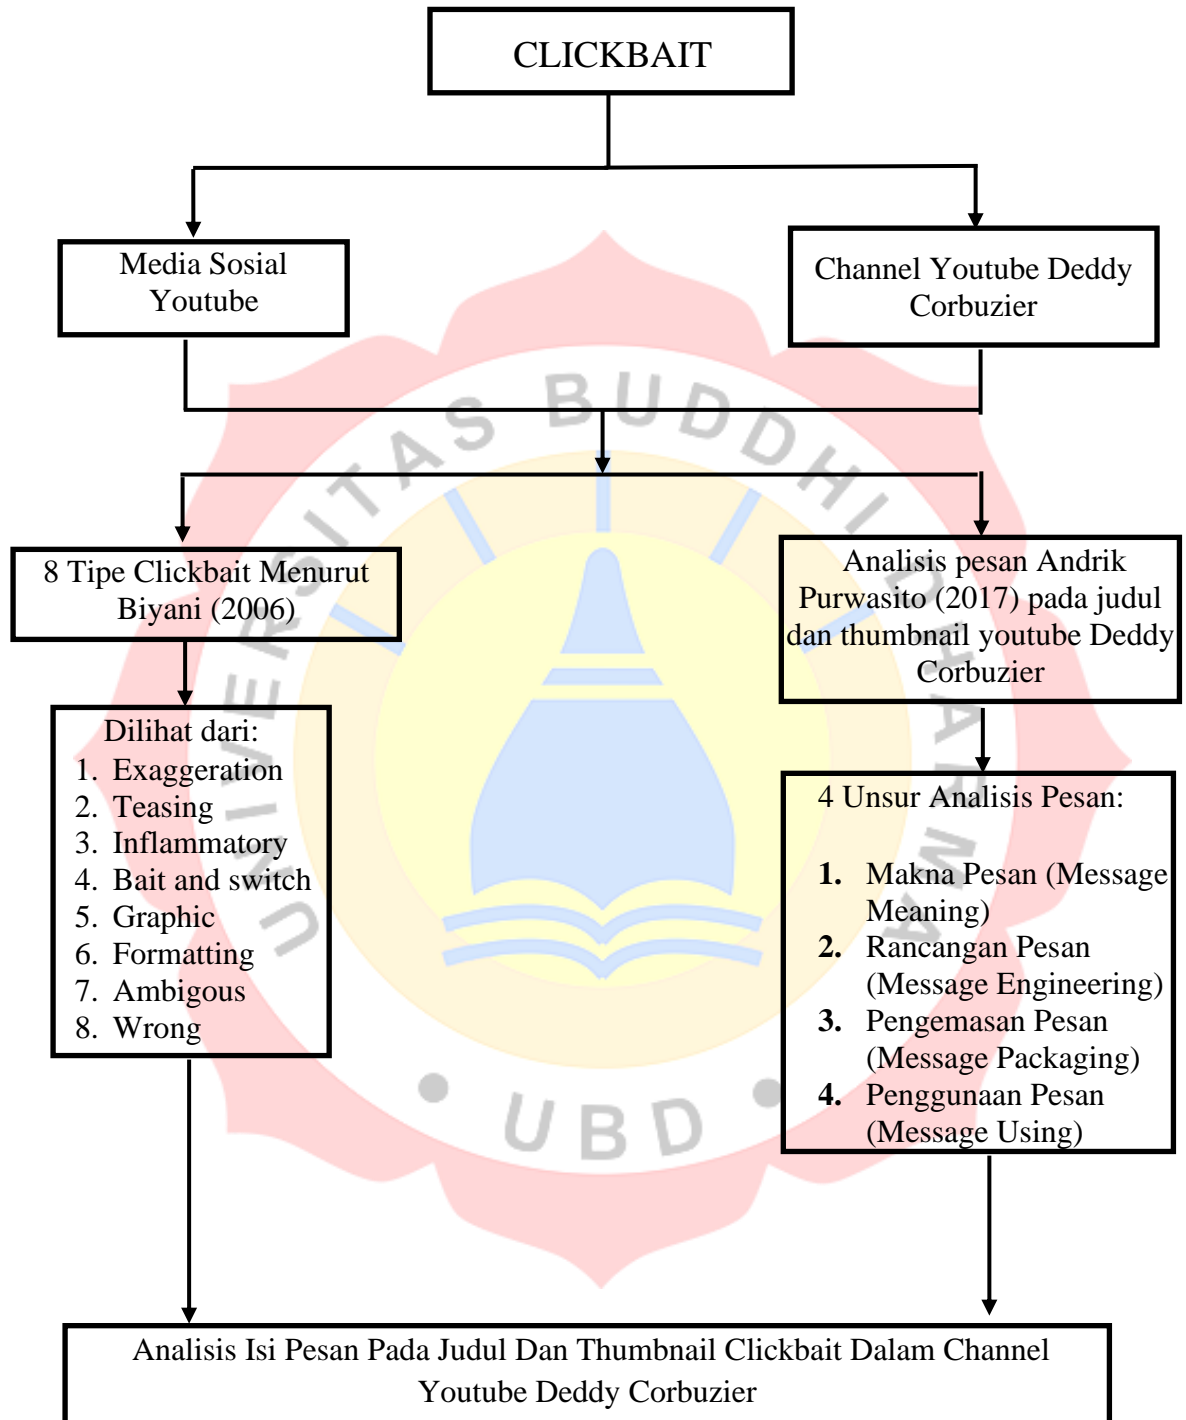 CLICKBAIT
Media Sosial
Youtube
Channel Youtube Deddy
Corbuzier
8 Tipe Clickbait Menurut
Biyani (2006)
Analisis pesan Andrik
Purwasito (2017) pada judul
dan thumbnail youtube Deddy
Corbuzier
Dilihat dari:
1. Exaggeration
2. Teasing
3. Inflammatory
4. Bait and switch
5. Graphic
6. Formatting
7. Ambigous
8. Wrong
4 Unsur Analisis Pesan:
1. Makna Pesan (Message
Meaning)
2. Rancangan Pesan
(Message Engineering)
3. Pengemasan Pesan
(Message Packaging)
4. Penggunaan Pesan
(Message Using)
Analisis Isi Pesan Pada Judul Dan Thumbnail Clickbait Dalam Channel
Youtube Deddy Corbuzier
UNIVERSITAS BUDDHI DHARMA
• UBD •